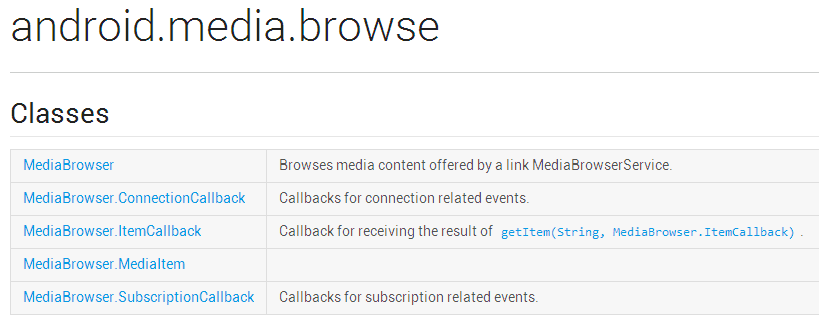 android.media.browse
Classes
MediaBrowser Browses media content offered by a link MediaBrowserService.
MediaBrowser.ConnectionCallback Callbacks for connection related events.
MediaBrowser.ItemCallback Callback for receiving the result of getItem(String, MediaBrowser.ItemCallback) .
MediaBrowser.MediaItem
MediaBrowser.SubscriptionCallback Callbacks for subscription related events.